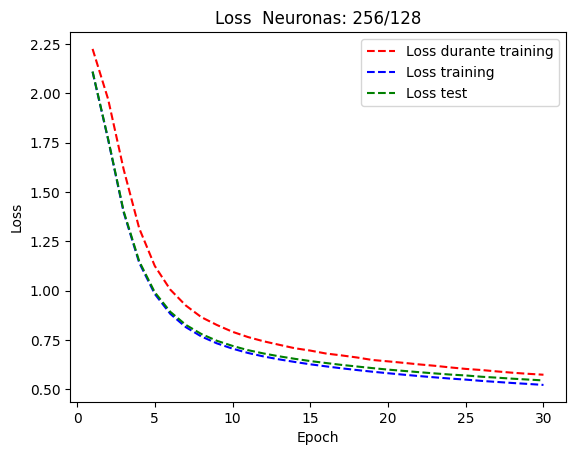 Loss  Neuronas: 256/128
Loss durante training
Loss training
Loss test
Loss
2.25
2.00
1.75
1.50
1.25
1.00
0.75
0.50
0 5 10 15 20 25 30
Epoch